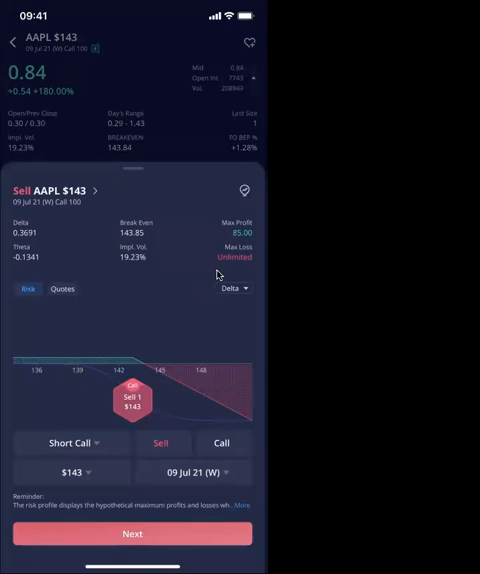 09:41
AAPL $143
09 Jul 21 (W) Call 100
0.84
+0.54 +180.00%
Mid 0.84
Open Int. 7743
Vol. 208943
Open/Prev Close Day's Range Last Size
0.30 / 0.30 0.29 - 1.43 1
Impl. Vol. BREAKEVEN TO BEP %
19.23% 143.84 +1.28%
Sell AAPL $143
09 Jul 21 (W) Call 100
Delta Break Even Max Profit
0.3691 143.85 85.00
Theta Impl. Vol. Max Loss
-0.1341 19.23% Unlimited
Risk Quotes Delta
136 139 142 145 148
Call
Sell 1
$143
Short Call Sell Call
$143 09 Jul 21 (W)
Reminder:
The risk profile displays the hypothetical maximum profits and losses wh...More
Next